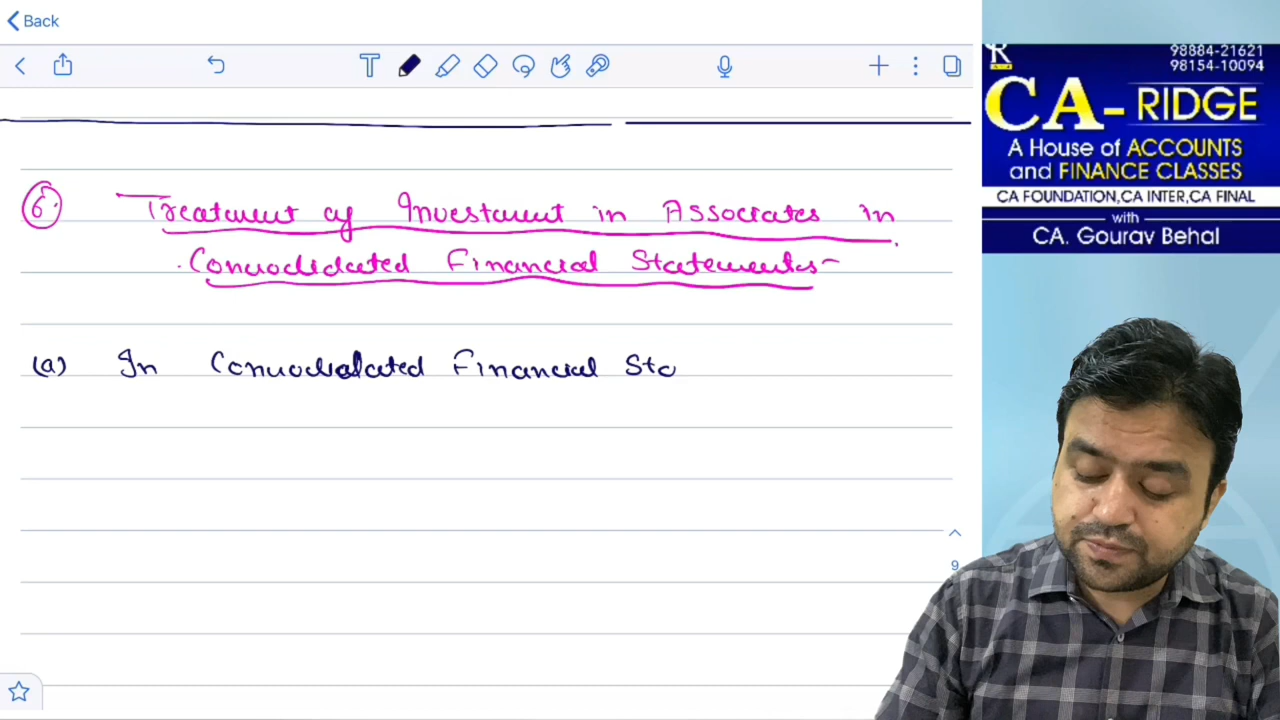 Back
98884-21621
98154-10094
R
CA- RIDGE
A House of ACCOUNTS
and FINANCE CLASSES
CA FOUNDATION,CA INTER,CA FINAL
with
CA. Gourav Behal
6. Treatment of Investment in Associates in
Consolidated Financial Statements-
(a) In Consolidated Financial Sta
9